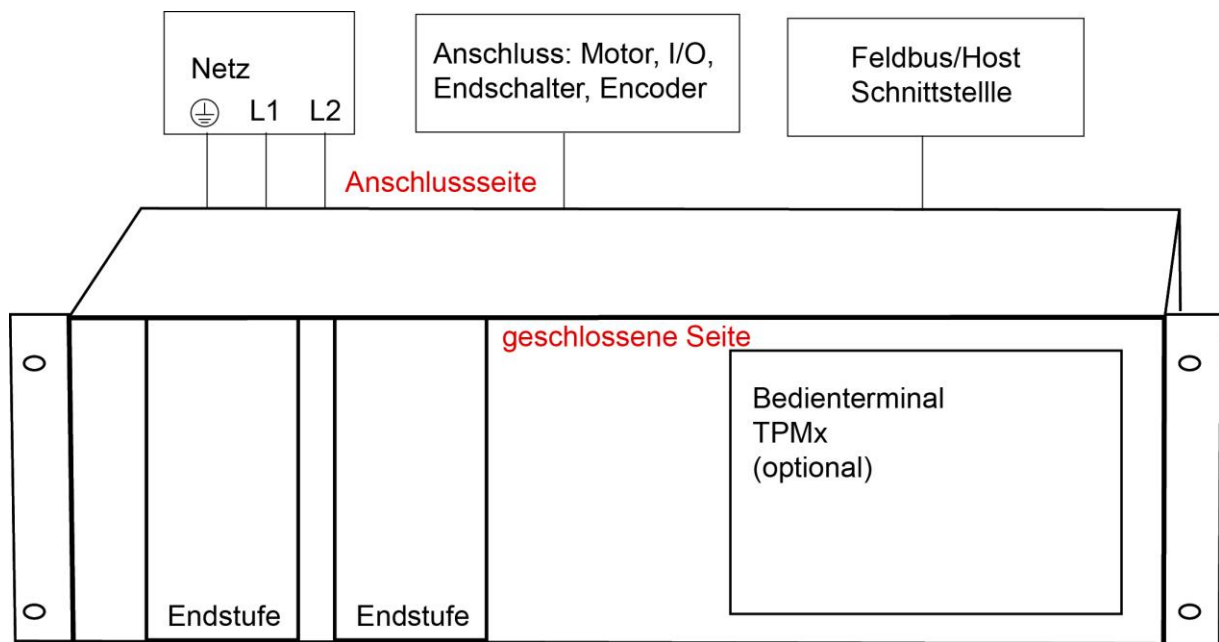 Netz
L1 L2
Anschluss: Motor, I/O,
Endschalter, Encoder
Feldbus/Host
Schnittstellle
Anschlussseite
geschlossene Seite
Bedienterminal
TPMx
(optional)
Endstufe
Endstufe